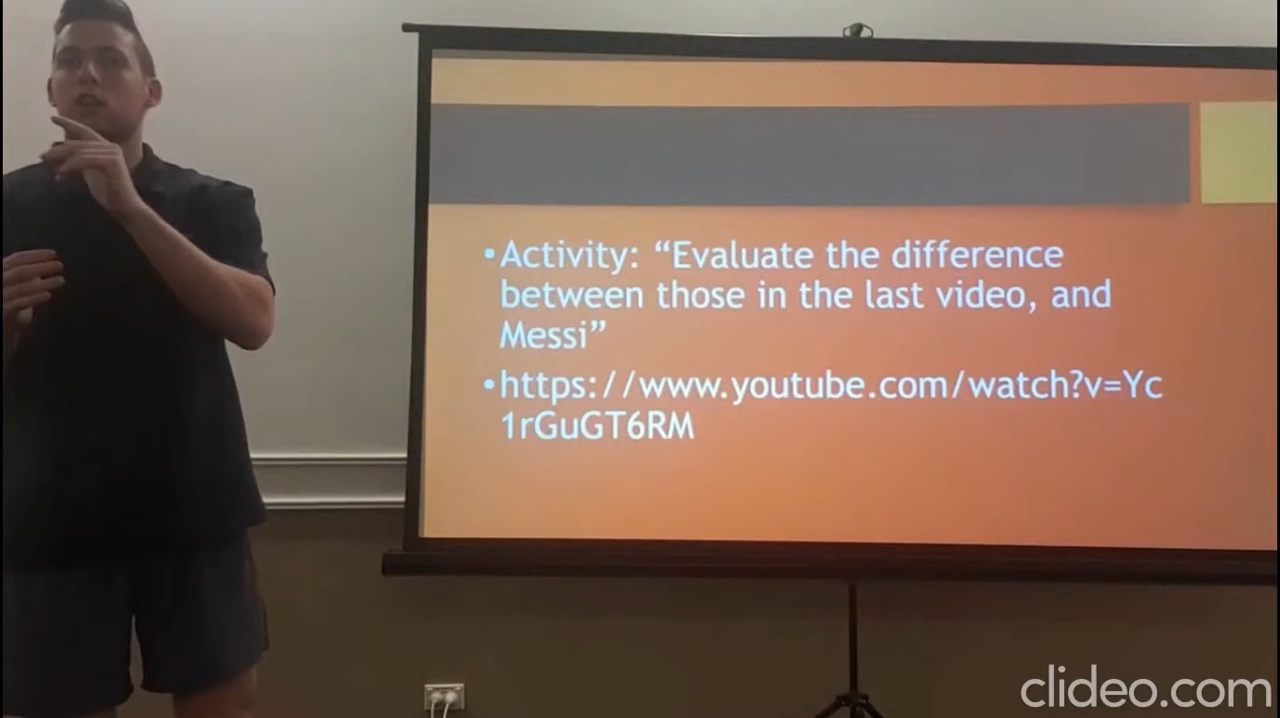 •Activity: “Evaluate the difference
between those in the last video, and
Messi”
•https://www.youtube.com/watch?v=Yc
1rGuGT6RM
clideo.com